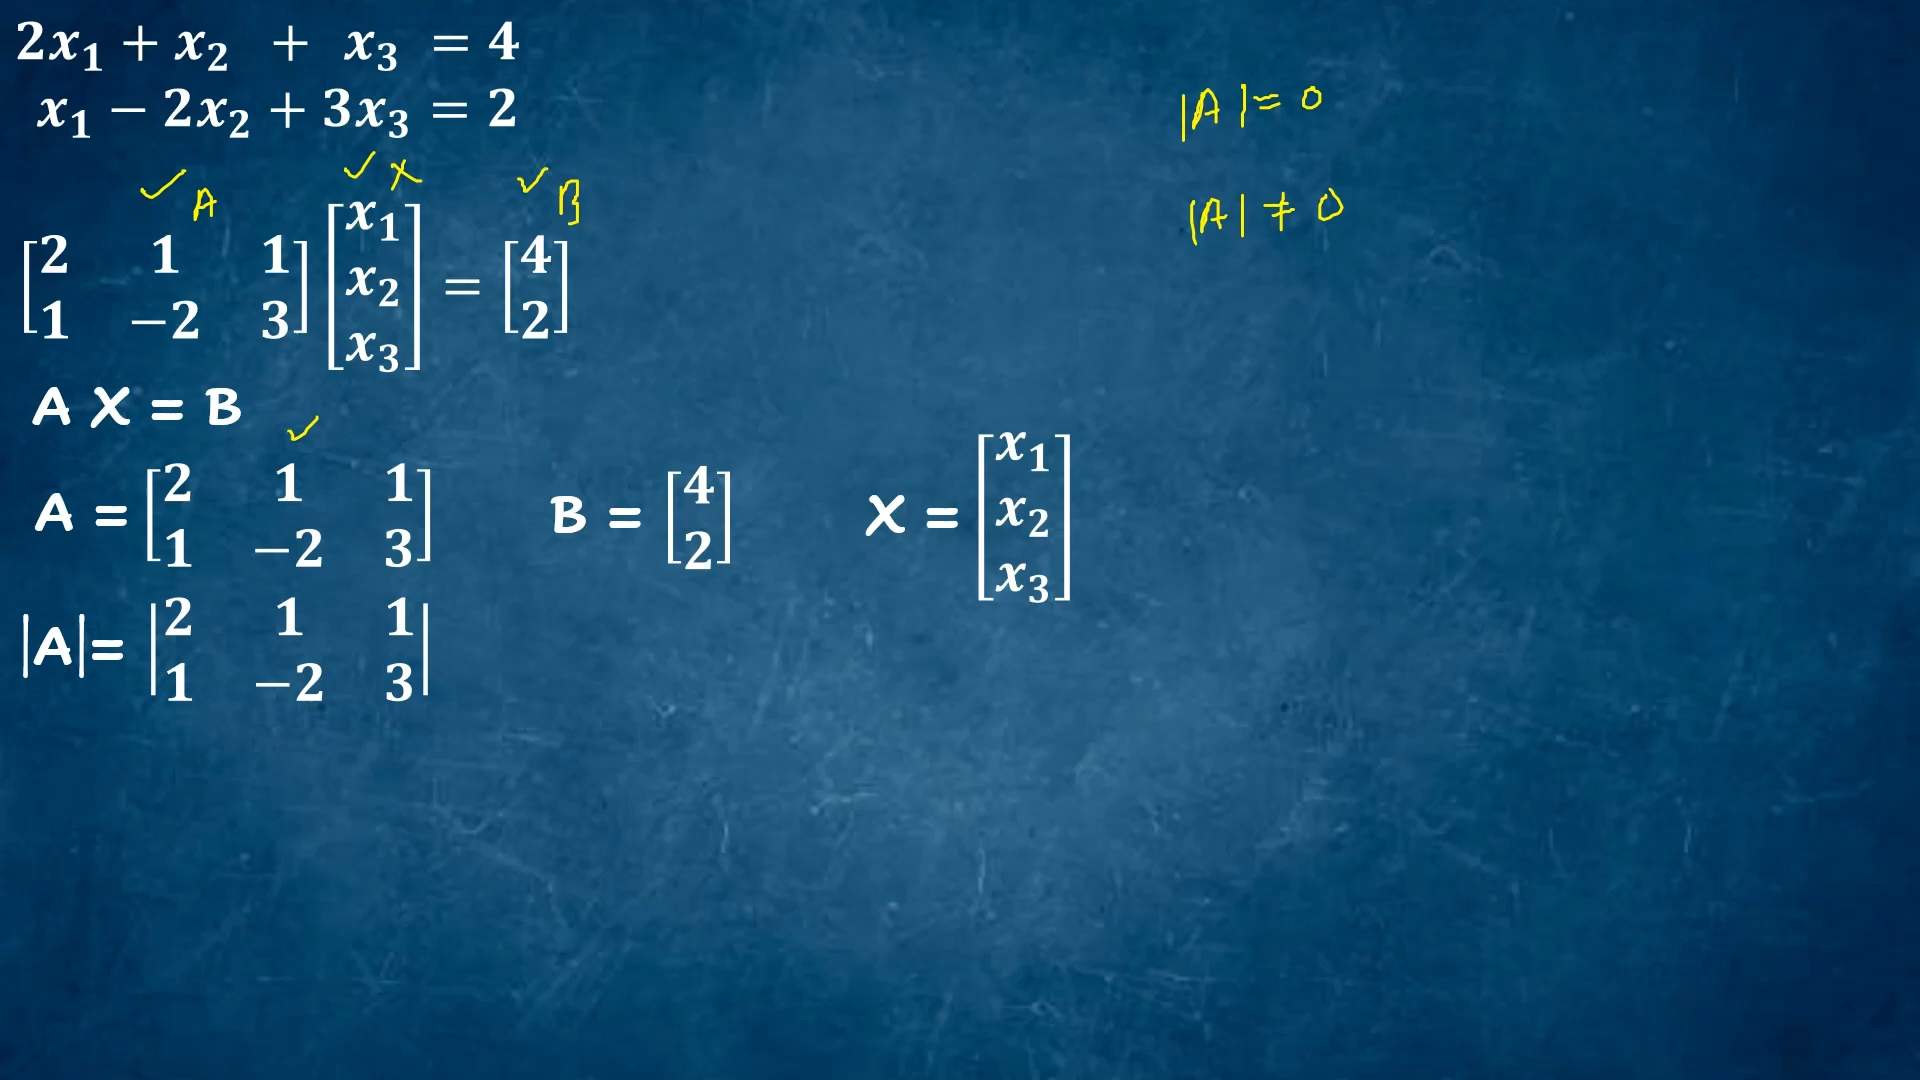 2x₁ + x₂ + x₃ = 4
x₁ − 2x₂ + 3x₃ = 2
|A| = 0
|A| ≠ 0
✓ A ✓ X ✓ B
[2 1 1] [x₁] [4]
[1 −2 3] [x₂] = [2]
[x₃]
A X = B
✓
A = [2 1 1; 1 −2 3] B = [4; 2] X = [x₁; x₂; x₃]
|A| = |2 1 1; 1 −2 3|